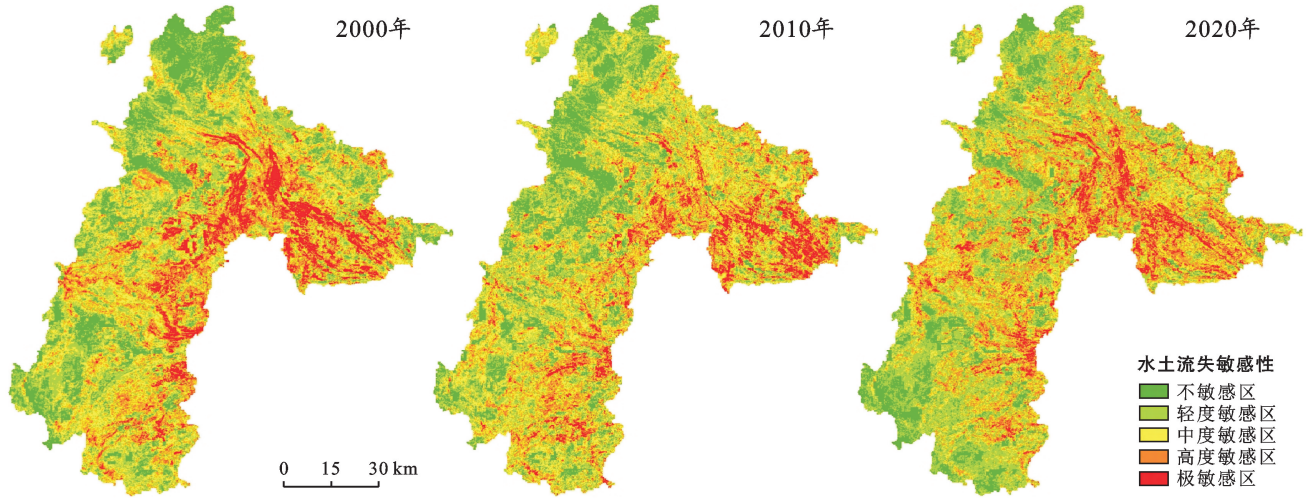 2000年
2010年
2020年
水土流失敏感性
不敏感区
轻度敏感区
中度敏感区
高度敏感区
极敏感区
0 15 30 km